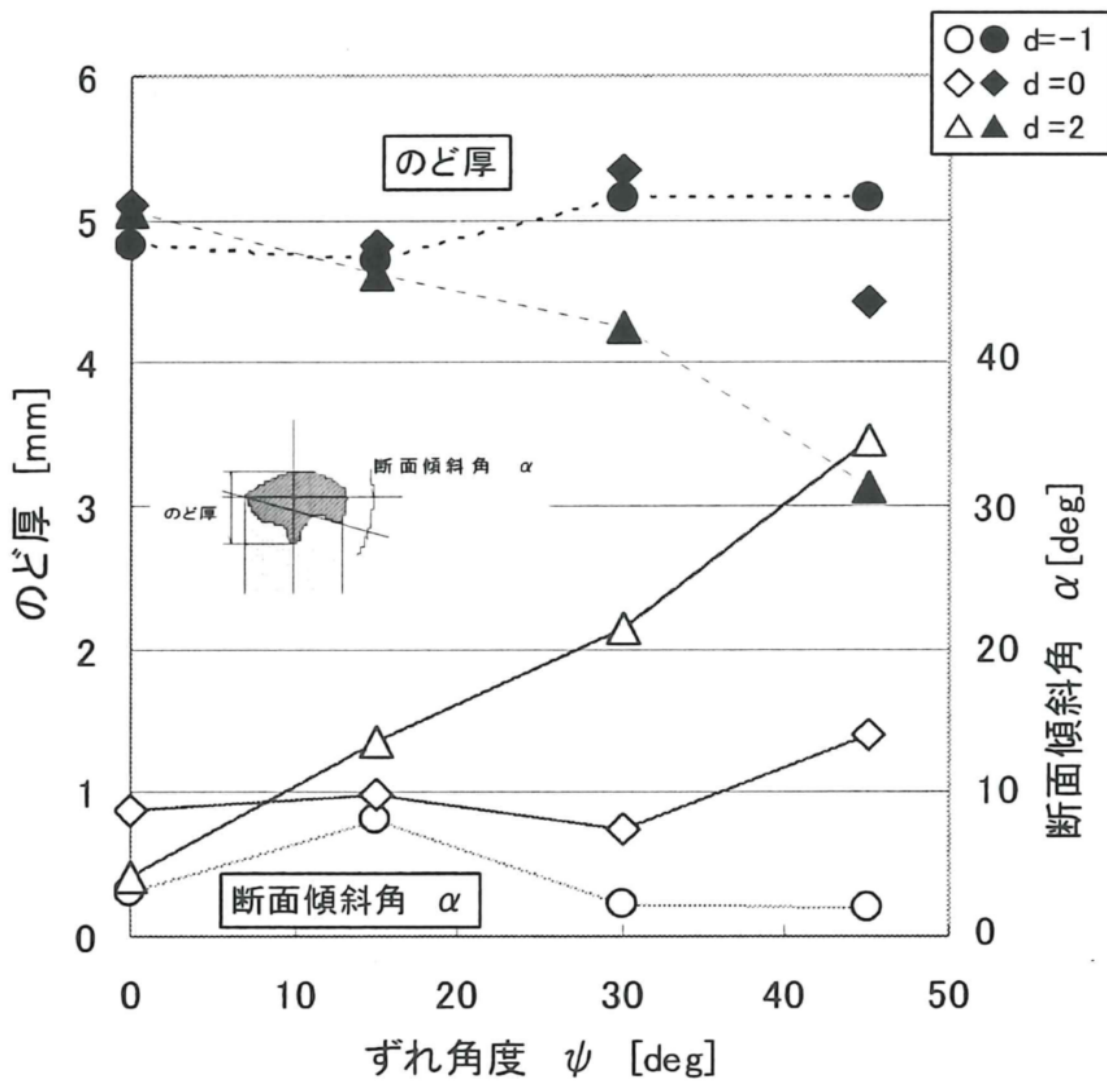 ○● d=-1
◇◆ d=0
△▲ d=2
のど厚
6
5
4
3
2
1
0
のど厚 [mm]
40
30
20
10
0
断面傾斜角 α [deg]
断面傾斜角 α
のど厚
断面傾斜角 α
0 10 20 30 40 50
ずれ角度 ψ [deg]